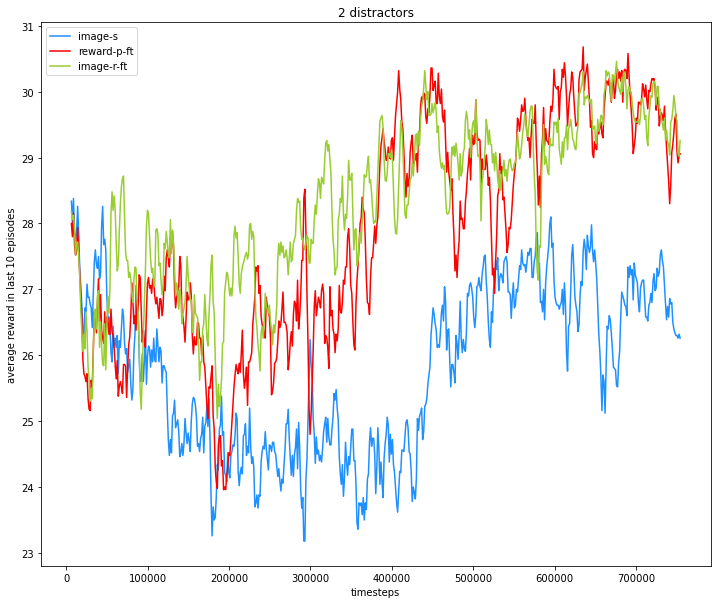 2 distractors
image-s
reward-p-ft
image-r-ft
average reward in last 10 episodes
31
30
29
28
27
26
25
24
23
0 100000 200000 300000 400000 500000 600000 700000
timesteps